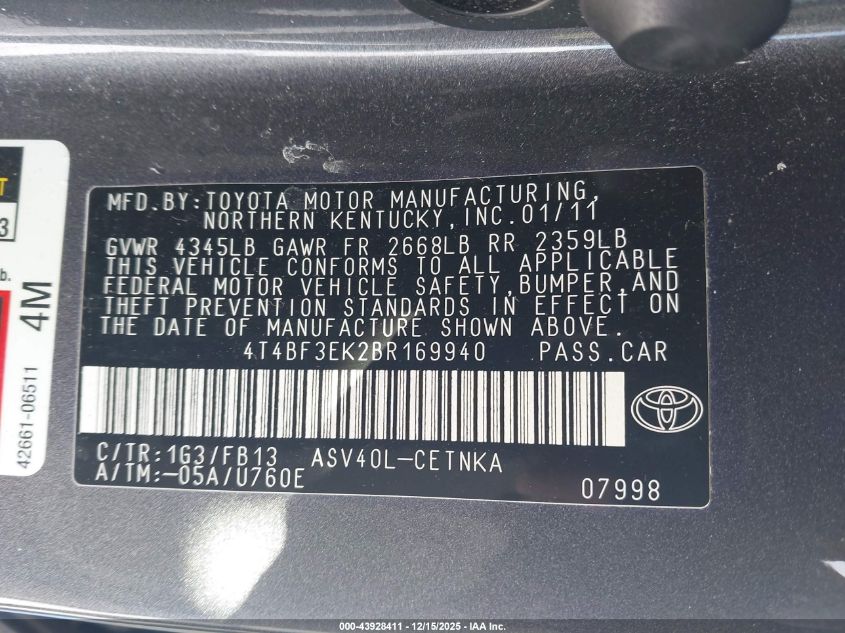 MFD.BY:TOYOTA MOTOR MANUFACTURING,
NORTHERN KENTUCKY,INC.01/11
GVWR 4345LB GAWR FR 2668LB RR 2359LB
THIS VEHICLE CONFORMS TO ALL APPLICABLE
FEDERAL MOTOR VEHICLE SAFETY,BUMPER,AND
THEFT PREVENTION STANDARDS IN EFFECT ON
THE DATE OF MANUFACTURE SHOWN ABOVE.
4T4BF3EK2BR169940 PASS.CAR
C/TR:1G3/FB13 ASV40L-CETNKA
A/TM:-05A/U760E
07998
T
3
b.
4M
42661-06511
000-43928411 - 12/15/2025 - IAA Inc.